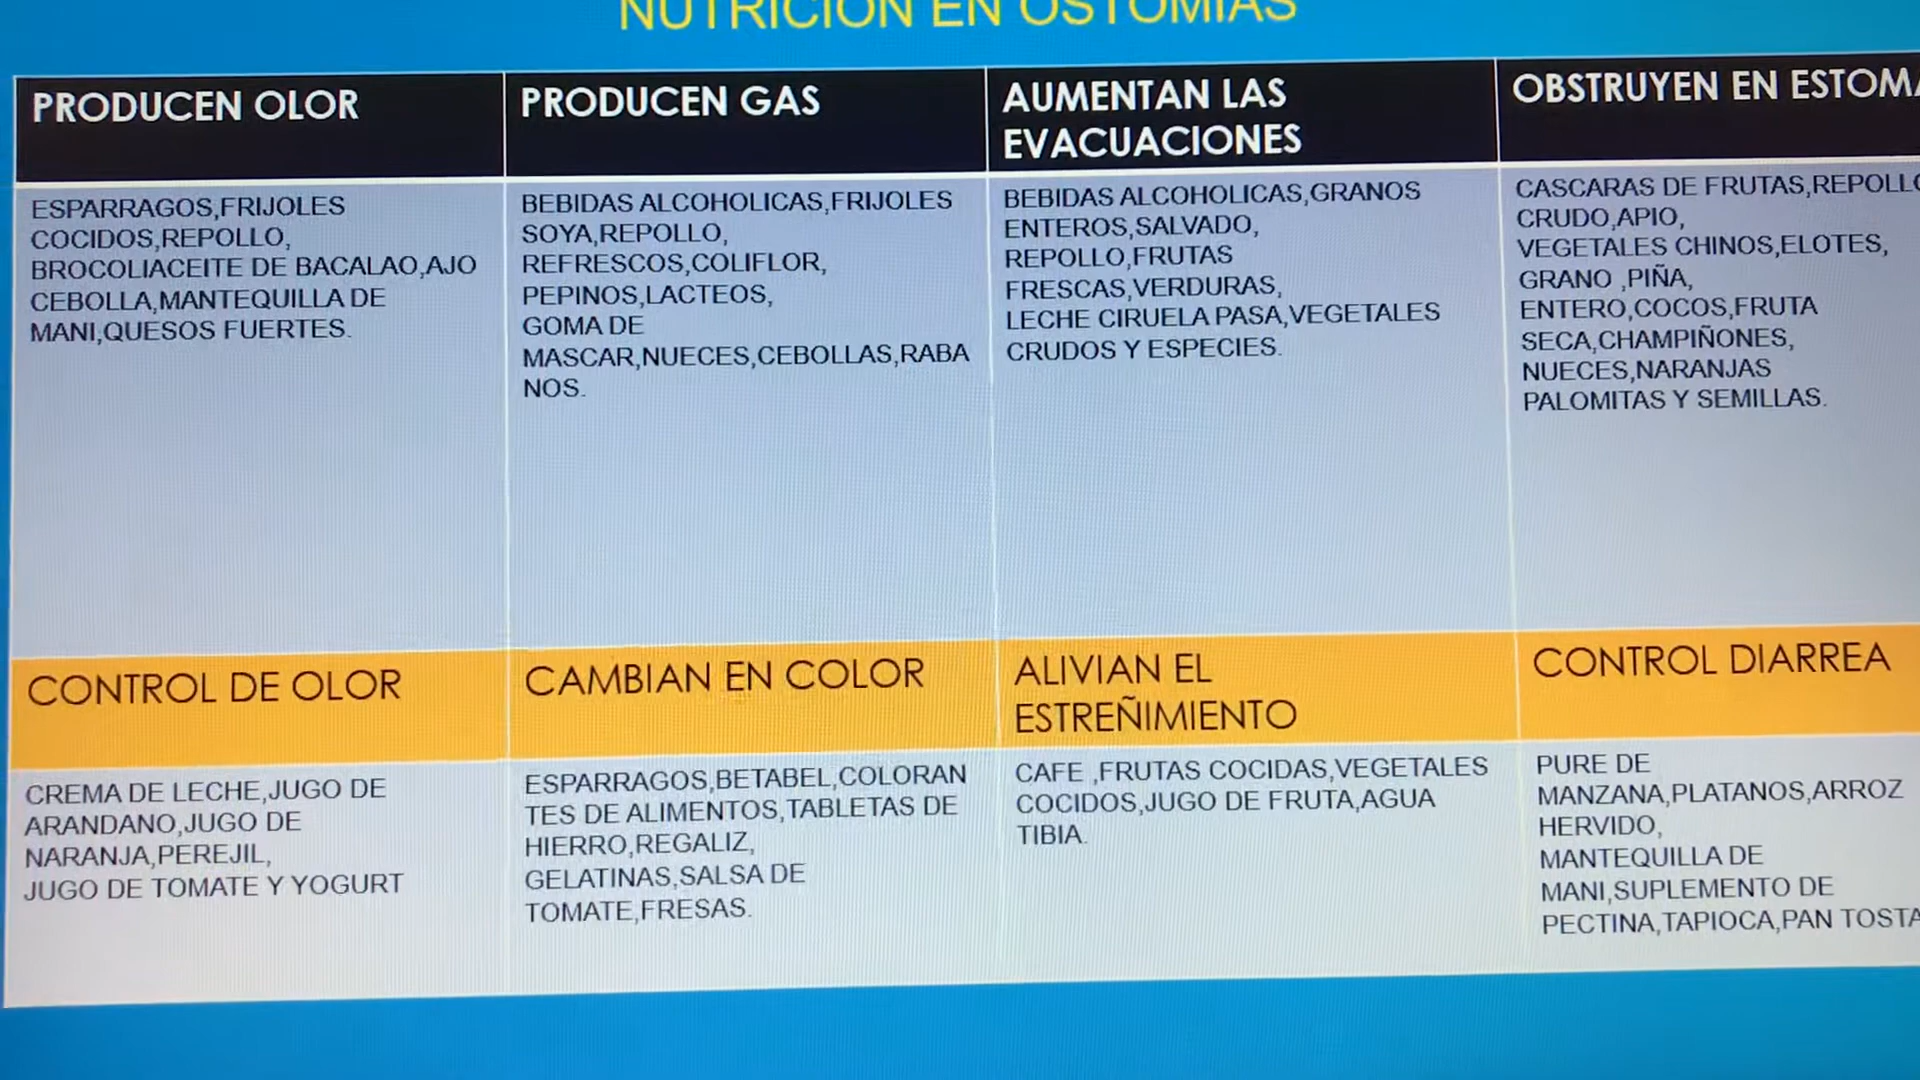 NUTRICION EN OSTOMIAS
PRODUCEN OLOR
ESPARRAGOS,FRIJOLES
COCIDOS,REPOLLO,
BROCOLIACEITE DE BACALAO,AJO
CEBOLLA,MANTEQUILLA DE
MANI,QUESOS FUERTES.
PRODUCEN GAS
BEBIDAS ALCOHOLICAS,FRIJOLES
SOYA,REPOLLO,
REFRESCOS,COLIFLOR,
PEPINOS,LACTEOS,
GOMA DE
MASCAR,NUECES,CEBOLLAS,RABA
NOS.
AUMENTAN LAS
EVACUACIONES
BEBIDAS ALCOHOLICAS,GRANOS
ENTEROS,SALVADO,
REPOLLO,FRUTAS
FRESCAS,VERDURAS,
LECHE CIRUELA PASA,VEGETALES
CRUDOS Y ESPECIES.
OBSTRUYEN EN ESTOMA
CASCARAS DE FRUTAS,REPOLLO
CRUDO,APIO,
VEGETALES CHINOS,ELOTES,
GRANO ,PIÑA,
ENTERO,COCOS,FRUTA
SECA,CHAMPIÑONES,
NUECES,NARANJAS
PALOMITAS Y SEMILLAS.
CONTROL DE OLOR
CREMA DE LECHE,JUGO DE
ARANDANO,JUGO DE
NARANJA,PEREJIL,
JUGO DE TOMATE Y YOGURT
CAMBIAN EN COLOR
ESPARRAGOS,BETABEL,COLORAN
TES DE ALIMENTOS,TABLETAS DE
HIERRO,REGALIZ,
GELATINAS,SALSA DE
TOMATE,FRESAS.
ALIVIAN EL
ESTREÑIMIENTO
CAFE ,FRUTAS COCIDAS,VEGETALES
COCIDOS,JUGO DE FRUTA,AGUA
TIBIA.
CONTROL DIARREA
PURE DE
MANZANA,PLATANOS,ARROZ
HERVIDO,
MANTEQUILLA DE
MANI,SUPLEMENTO DE
PECTINA,TAPIOCA,PAN TOSTA